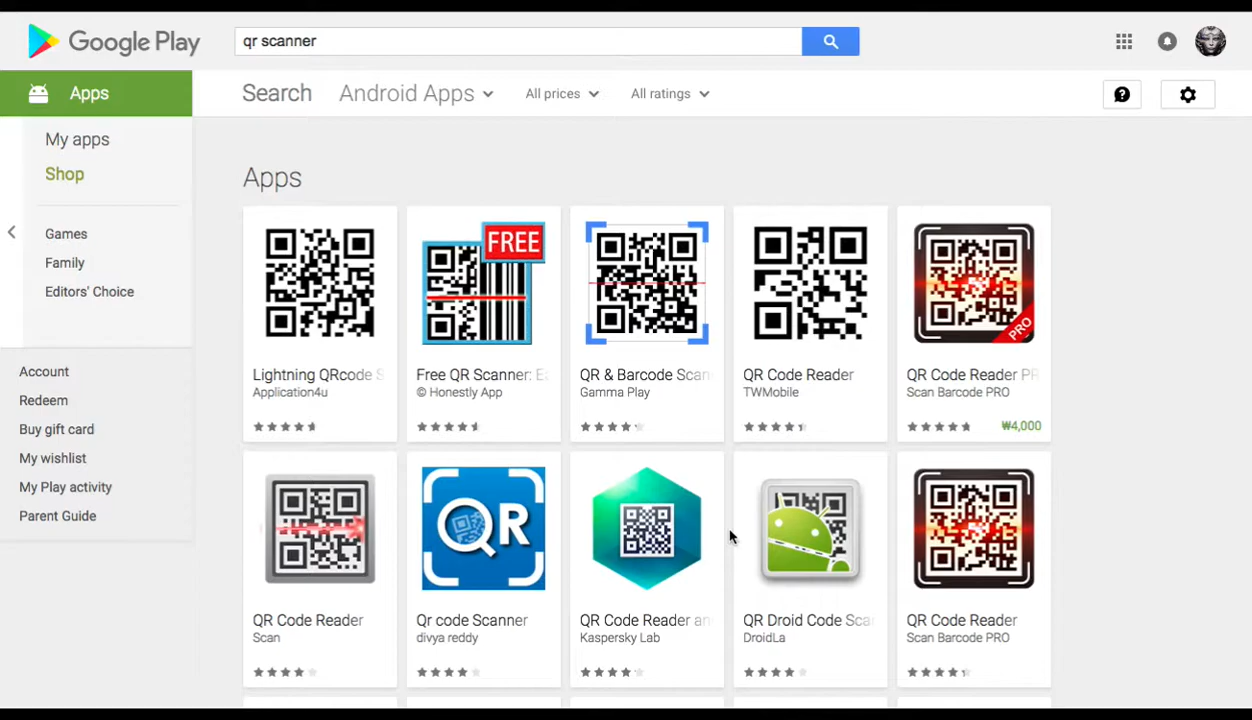 Google Play
qr scanner
Apps
Search
Android Apps
All prices
All ratings
My apps
Shop
Games
Family
Editors' Choice
Account
Redeem
Buy gift card
My wishlist
My Play activity
Parent Guide
Apps
FREE
PRO
Lightning QRcode S
Application4u
Free QR Scanner: Ea
© Honestly App
QR & Barcode Scan
Gamma Play
QR Code Reader
TWMobile
QR Code Reader PR
Scan Barcode PRO
₩4,000
QR
QR Code Reader
Scan
Qr code Scanner
divya reddy
QR Code Reader an
Kaspersky Lab
QR Droid Code Sca
DroidLa
QR Code Reader
Scan Barcode PRO